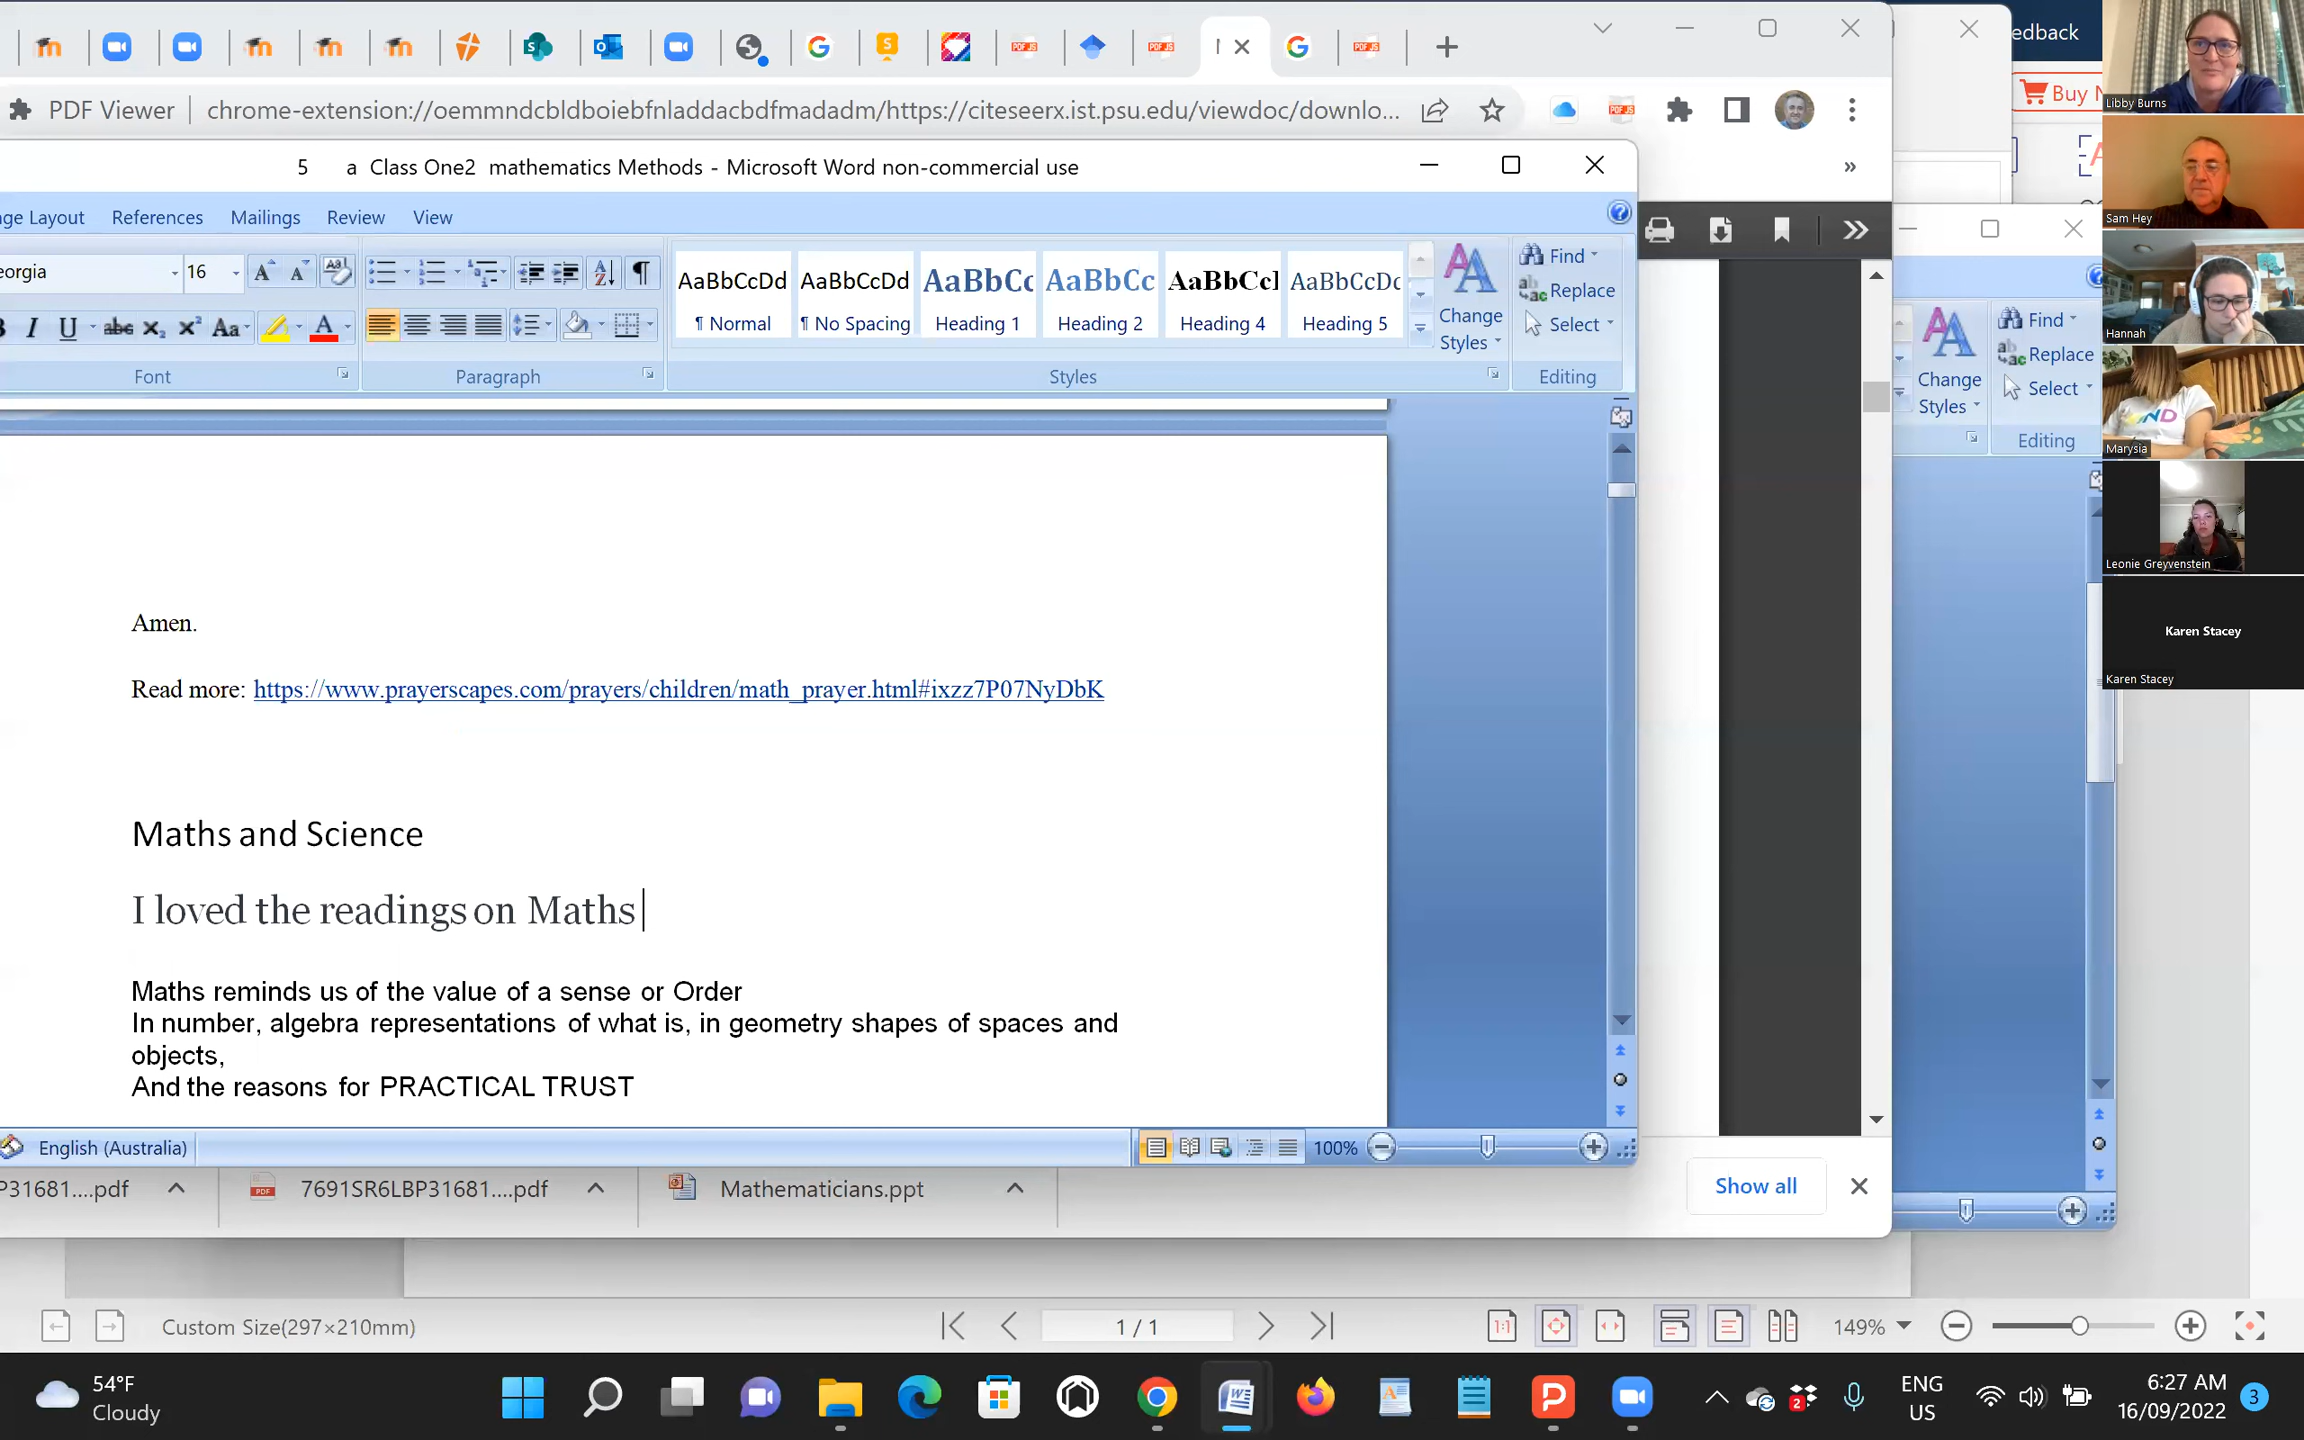 edback
Buy N
PDF Viewer
chrome-extension://oemmndcbldboiebfnladdacbdfmadadm/https://citeseerx.ist.psu.edu/viewdoc/downlo...
5 a Class One2 mathematics Methods - Microsoft Word non-commercial use
ge Layout References Mailings Review View
eorgia 16
AaBbCcDd AaBbCcDd AaBbCc AaBbCc AaBbCcI AaBbCcDc
¶ Normal ¶ No Spacing Heading 1 Heading 2 Heading 4 Heading 5
Change Styles
Find
Replace
Select
Font Paragraph Styles Editing
Find
Replace
Select
Change Styles
Editing
Amen.
Read more: https://www.prayerscapes.com/prayers/children/math_prayer.html#ixzz7P07NyDbK
Maths and Science
I loved the readings on Maths
Maths reminds us of the value of a sense or Order
In number, algebra representations of what is, in geometry shapes of spaces and
objects,
And the reasons for PRACTICAL TRUST
English (Australia)
100%
P31681....pdf 7691SR6LBP31681....pdf Mathematicians.ppt
Show all
Custom Size(297×210mm)
1 / 1
149%
54°F
Cloudy
ENG
US
6:27 AM
16/09/2022
3
Libby Burns
Sam Hey
Hannah
Marysia
Leonie Greyvenstein
Karen Stacey
Karen Stacey